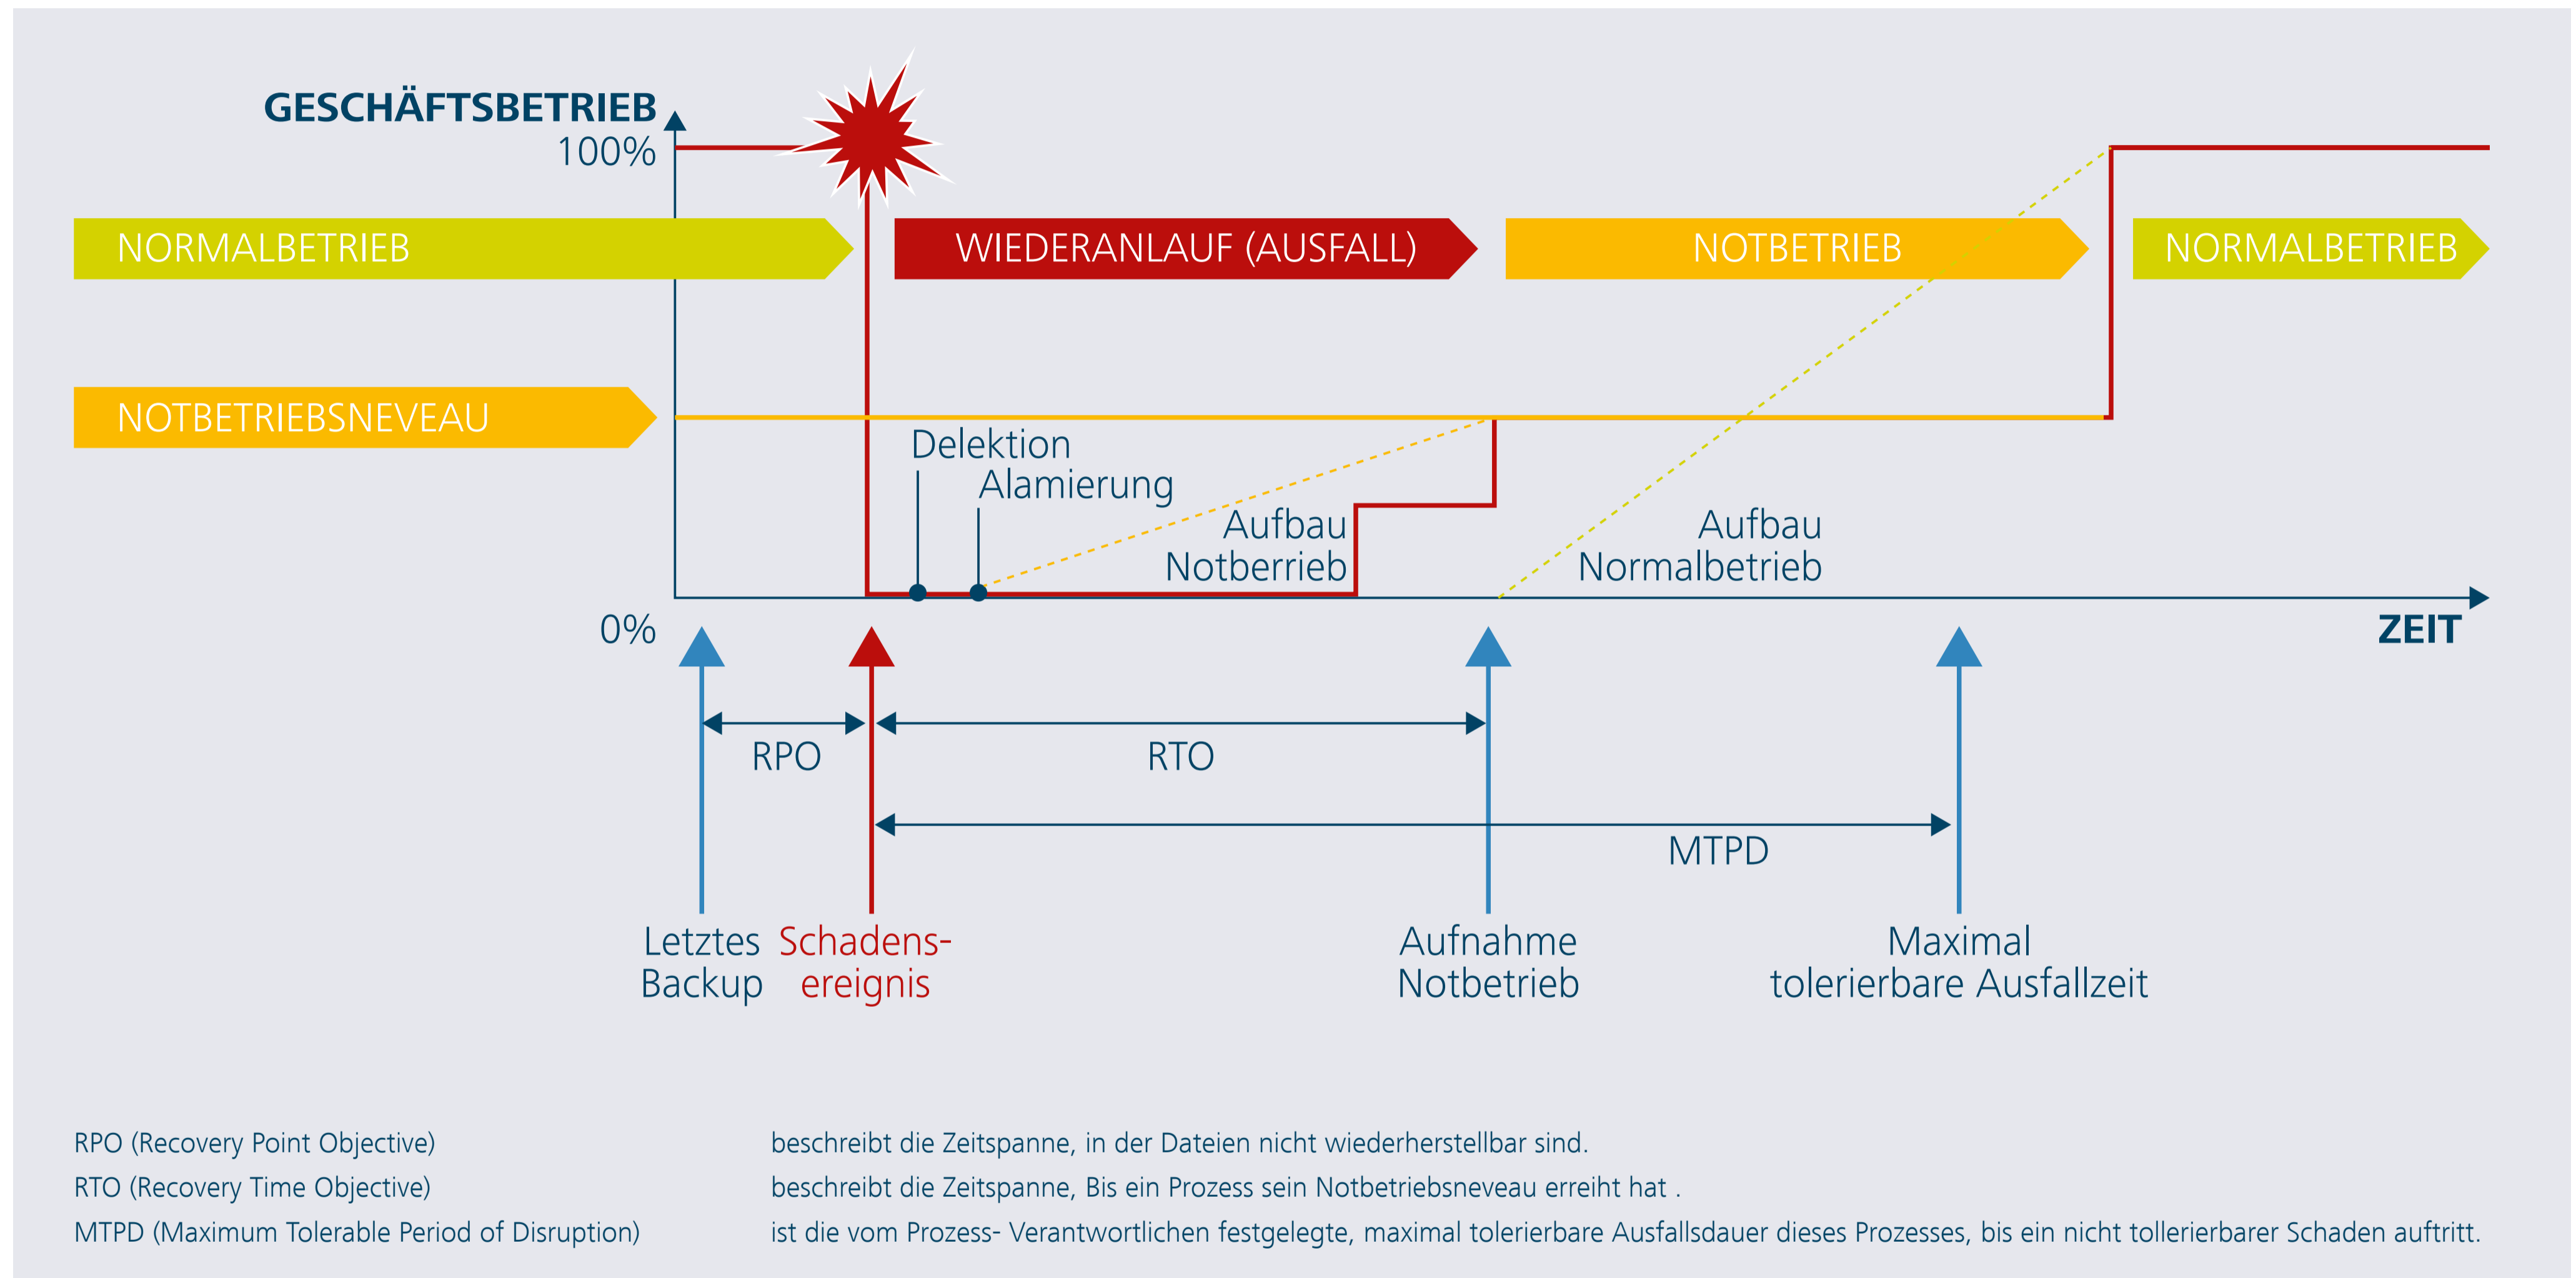 GESCHÄFTSBETRIEB
100%
NORMALBETRIEB
WIEDERANLAUF (AUSFALL)
NOTBETRIEB
NORMALBETRIEB
NOTBETRIEBSNEVEAU
Delektion
Alamierung
Aufbau
Notberrieb
Aufbau
Normalbetrieb
0%
ZEIT
RPO
RTO
MTPD
Letztes
Backup
Schadens-
ereignis
Aufnahme
Notbetrieb
Maximal
tolerierbare Ausfallzeit
RPO (Recovery Point Objective) beschreibt die Zeitspanne, in der Dateien nicht wiederherstellbar sind.
RTO (Recovery Time Objective) beschreibt die Zeitspanne, Bis ein Prozess sein Notbetriebsneveau erreiht hat .
MTPD (Maximum Tolerable Period of Disruption) ist die vom Prozess- Verantwortlichen festgelegte, maximal tolerierbare Ausfallsdauer dieses Prozesses, bis ein nicht tollerierbarer Schaden auftritt.